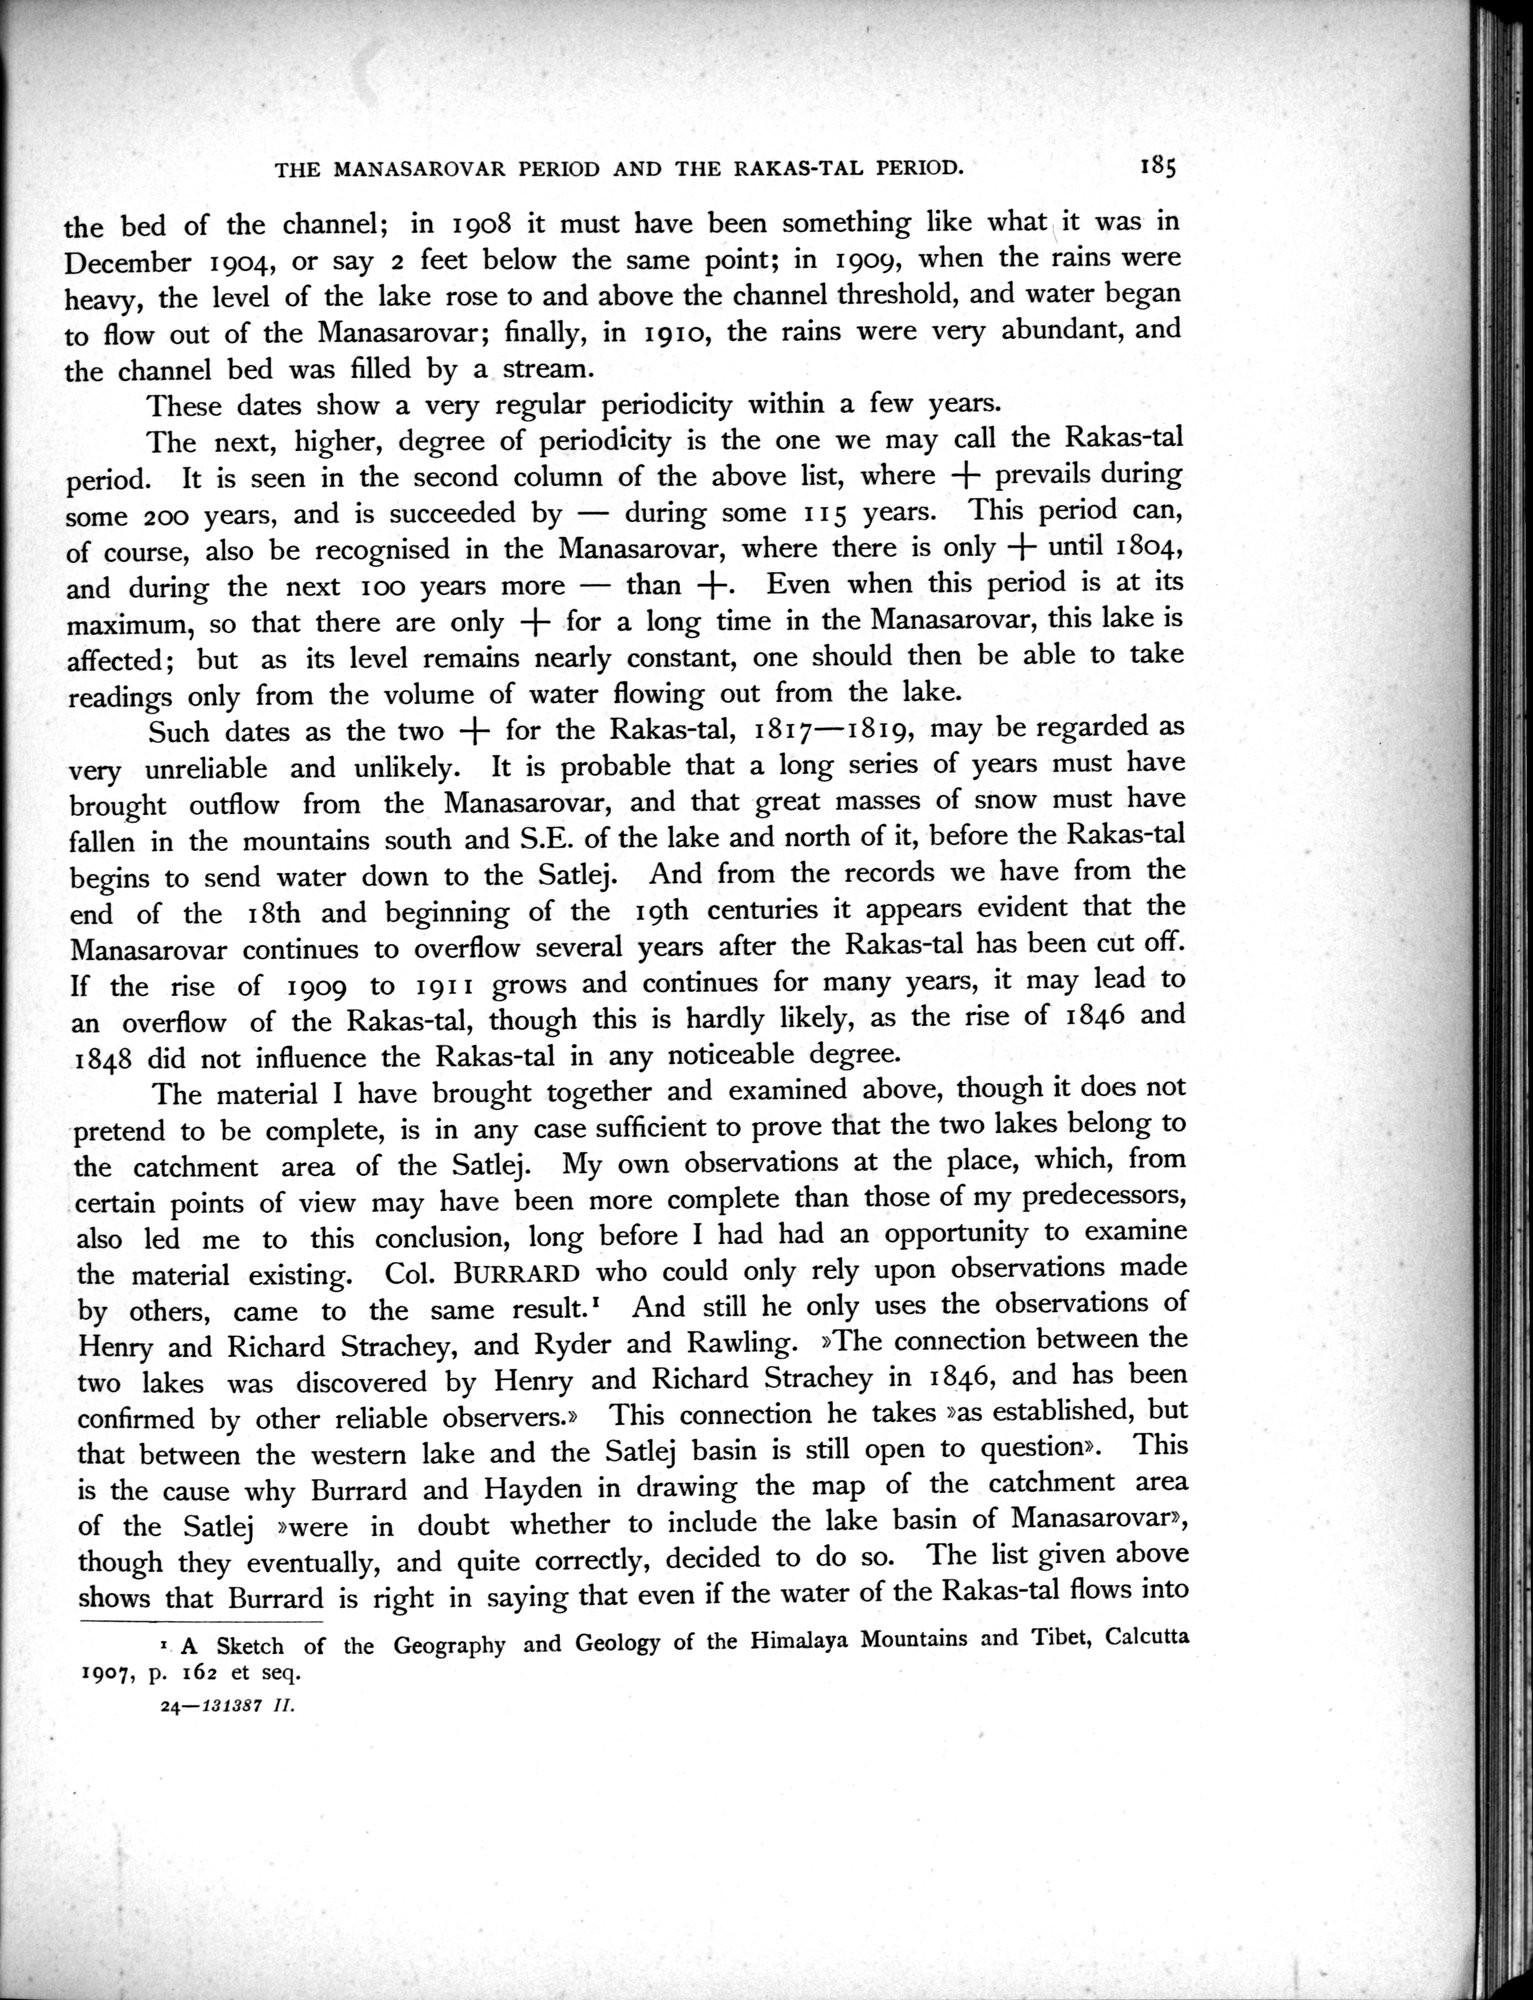 THE MANASAROVAR PERIOD AND THE RAKAS-TAL PERIOD. 185
the bed of the channel; in 1908 it must have been something like what it was in
December 1904, or say 2 feet below the same point; in 1909, when the rains were
heavy, the level of the lake rose to and above the channel threshold, and water began
to flow out of the Manasarovar; finally, in 1910, the rains were very abundant, and
the channel bed was filled by a stream.
These dates show a very regular periodicity within a few years.
The next, higher, degree of periodicity is the one we may call the Rakas-tal
period. It is seen in the second column of the above list, where + prevails during
some 200 years, and is succeeded by — during some 115 years. This period can,
of course, also be recognised in the Manasarovar, where there is only + until 1804,
and during the next 100 years more — than +. Even when this period is at its
maximum, so that there are only + for a long time in the Manasarovar, this lake is
affected; but as its level remains nearly constant, one should then be able to take
readings only from the volume of water flowing out from the lake.
Such dates as the two + for the Rakas-tal, 1817—1819, may be regarded as
very unreliable and unlikely. It is probable that a long series of years must have
brought outflow from the Manasarovar, and that great masses of snow must have
fallen in the mountains south and S.E. of the lake and north of it, before the Rakas-tal
begins to send water down to the Satlej. And from the records we have from the
end of the 18th and beginning of the 19th centuries it appears evident that the
Manasarovar continues to overflow several years after the Rakas-tal has been cut off.
If the rise of 1909 to 1911 grows and continues for many years, it may lead to
an overflow of the Rakas-tal, though this is hardly likely, as the rise of 1846 and
1848 did not influence the Rakas-tal in any noticeable degree.
The material I have brought together and examined above, though it does not
pretend to be complete, is in any case sufficient to prove that the two lakes belong to
the catchment area of the Satlej. My own observations at the place, which, from
certain points of view may have been more complete than those of my predecessors,
also led me to this conclusion, long before I had had an opportunity to examine
the material existing. Col. BURRARD who could only rely upon observations made
by others, came to the same result.¹ And still he only uses the observations of
Henry and Richard Strachey, and Ryder and Rawling. »The connection between the
two lakes was discovered by Henry and Richard Strachey in 1846, and has been
confirmed by other reliable observers.» This connection he takes »as established, but
that between the western lake and the Satlej basin is still open to question». This
is the cause why Burrard and Hayden in drawing the map of the catchment area
of the Satlej »were in doubt whether to include the lake basin of Manasarovar»,
though they eventually, and quite correctly, decided to do so. The list given above
shows that Burrard is right in saying that even if the water of the Rakas-tal flows into
¹ A Sketch of the Geography and Geology of the Himalaya Mountains and Tibet, Calcutta
1907, p. 162 et seq.
24—131387 II.